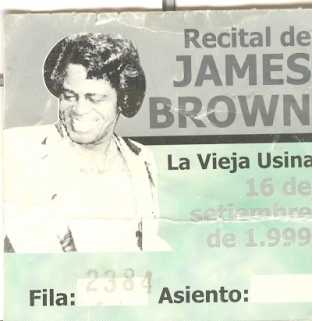 Recital de
JAMES
BROWN
La Vieja Usina
16 de
setiembre
de 1.999
Fila: 2384 Asiento: